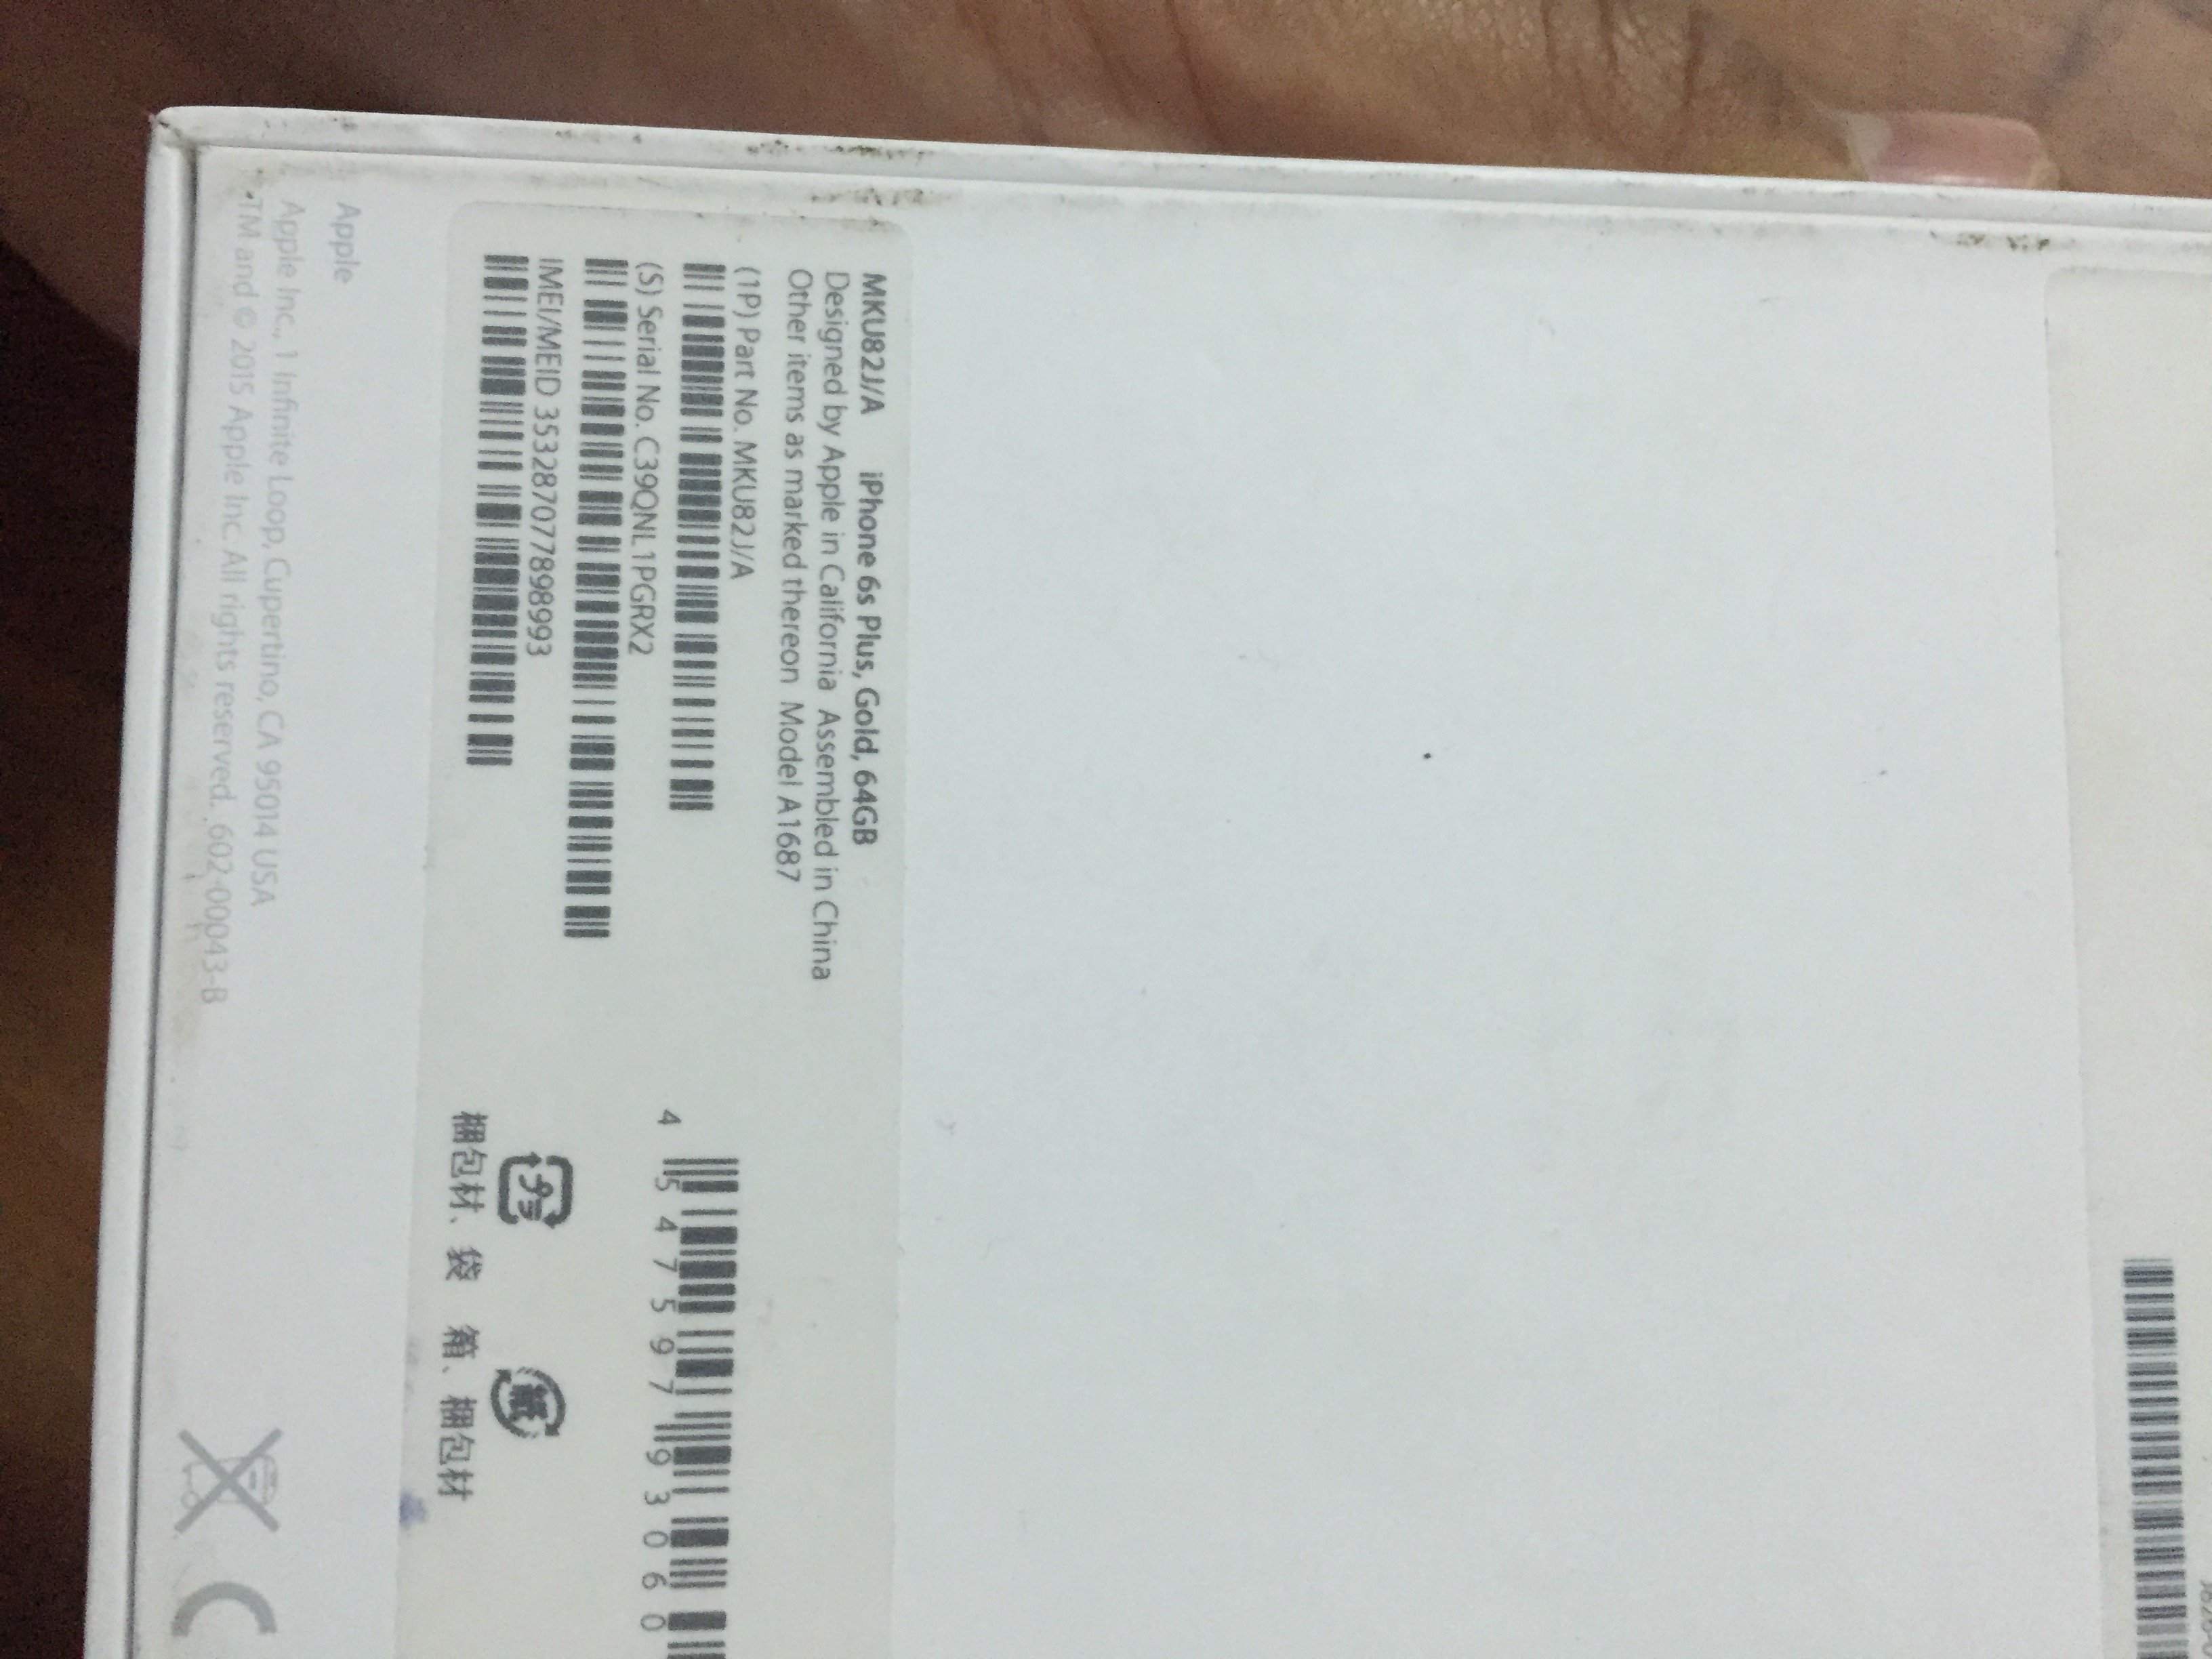 MKU82J/A iPhone 6s Plus, Gold, 64GB
Designed by Apple in California Assembled in China
Other items as marked thereon Model A1687
(1P) Part No. MKU82J/A
(S) Serial No. C39QNL1PGRX2
IMEI/MEID 353287077898993
4 547597 793060
紙
梱包材、袋 箱、梱包材
Apple
Apple Inc., 1 Infinite Loop, Cupertino, CA 95014 USA
TM and © 2015 Apple Inc. All rights reserved. 602-00043-B